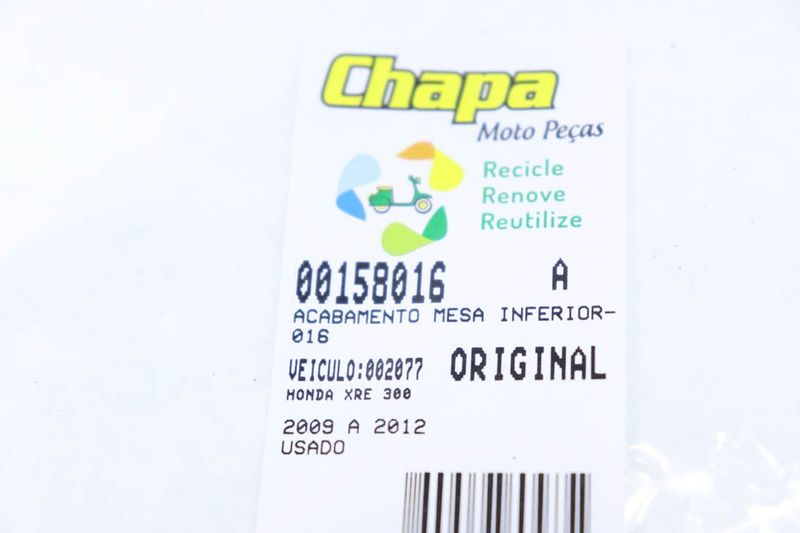 Chapa
Moto Peças
Recicle
Renove
Reutilize
00158016 A
ACABAMENTO MESA INFERIOR-
016
VEICULO:002077 ORIGINAL
HONDA XRE 300
2009 A 2012
USADO